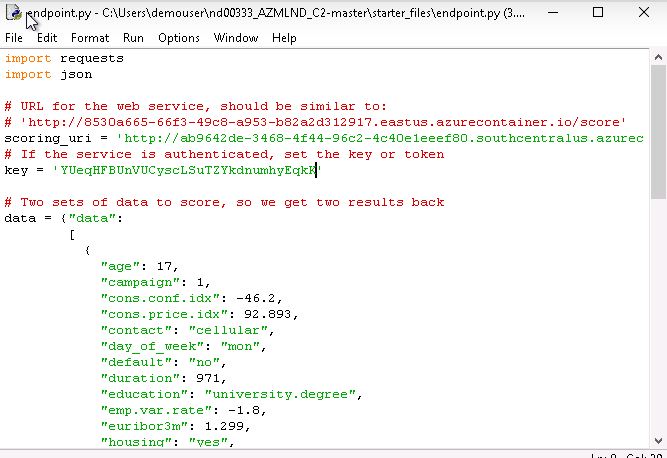 endpoint.py - C:\Users\demouser\nd00333_AZMLND_C2-master\starter_files\endpoint.py (3....
File Edit Format Run Options Window Help
import requests
import json
# URL for the web service, should be similar to:
# 'http://8530a665-66f3-49c8-a953-b82a2d312917.eastus.azurecontainer.io/score'
scoring_uri = 'http://ab9642de-3468-4f44-96c2-4c40e1eeef80.southcentralus.azurec
# If the service is authenticated, set the key or token
key = 'YUeqHFBUnVUCyscLSuTZYkdnumhyEqkK'
# Two sets of data to score, so we get two results back
data = {"data":
[
{
"age": 17,
"campaign": 1,
"cons.conf.idx": -46.2,
"cons.price.idx": 92.893,
"contact": "cellular",
"day_of_week": "mon",
"default": "no",
"duration": 971,
"education": "university.degree",
"emp.var.rate": -1.8,
"euribor3m": 1.299,
"housing": "yes",